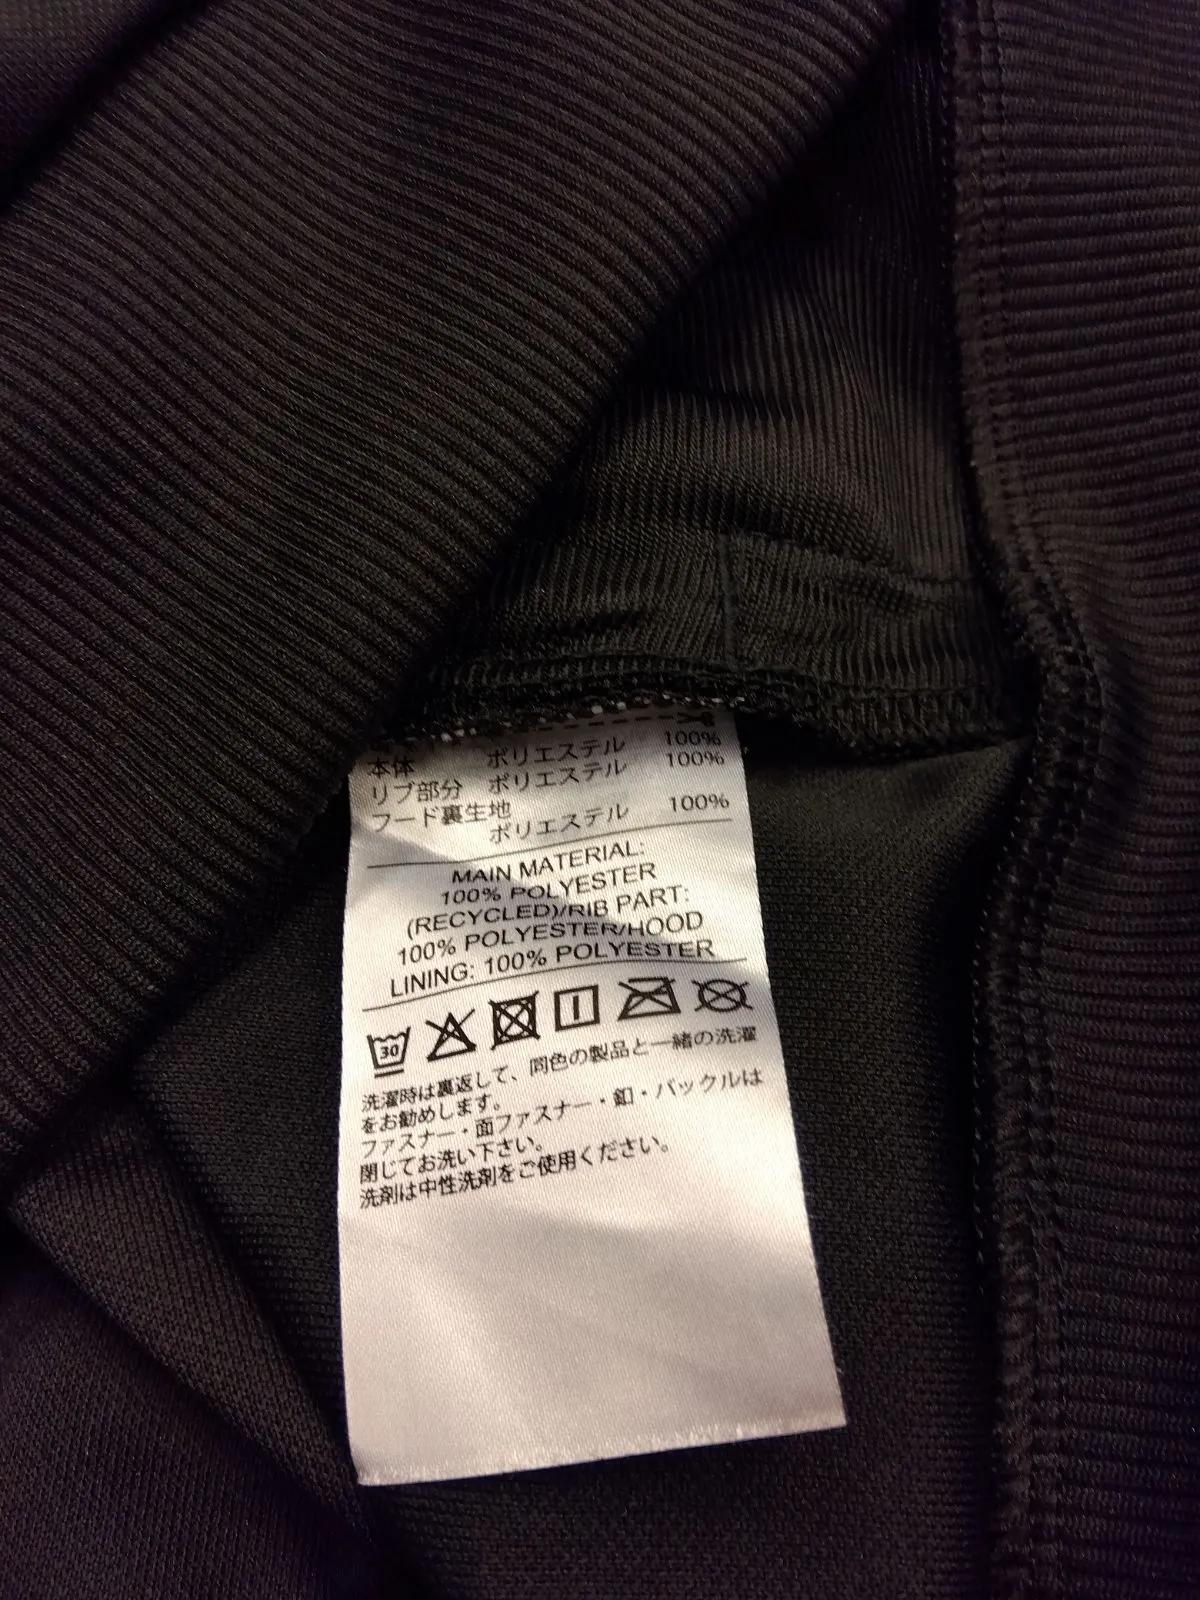 本体 ポリエステル 100%
リブ部分 ポリエステル 100%
フード裏生地
ポリエステル 100%
MAIN MATERIAL:
100% POLYESTER
(RECYCLED)/RIB PART:
100% POLYESTER/HOOD
LINING: 100% POLYESTER
30
洗濯時は裏返して、同色の製品と一緒の洗濯
をお勧めします。
ファスナー・面ファスナー・釦・バックルは
閉じてお洗い下さい。
洗剤は中性洗剤をご使用ください。